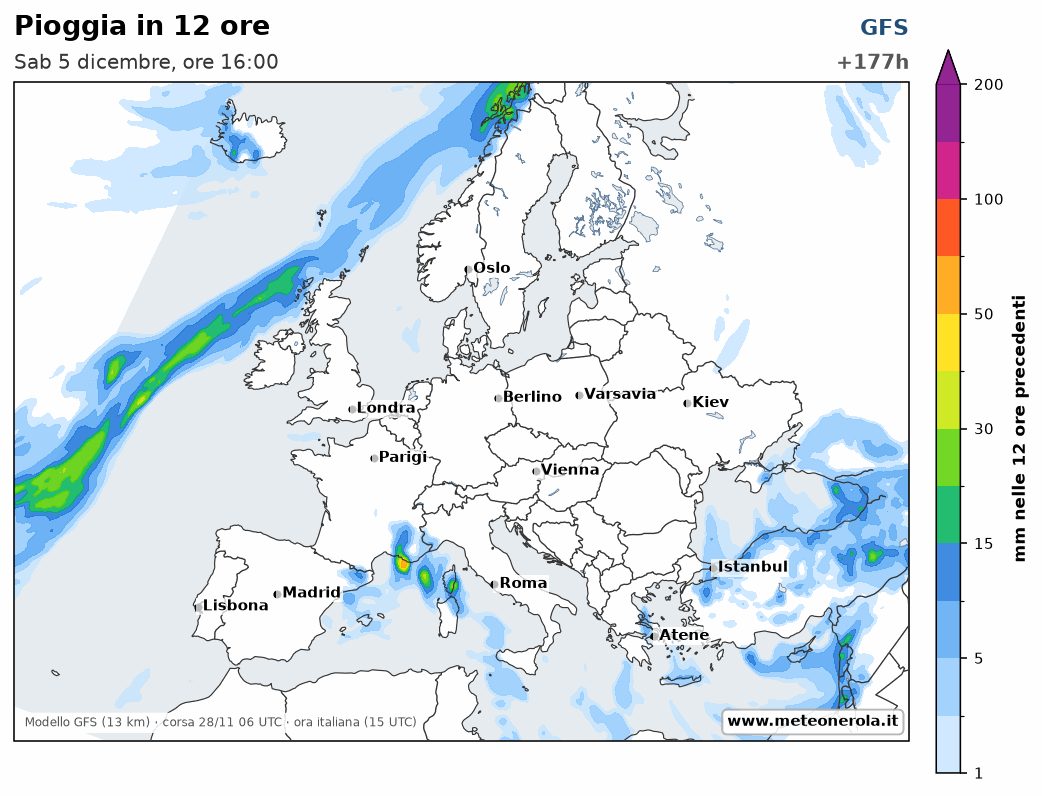 Pioggia in 12 ore
GFS
Sab 5 dicembre, ore 16:00
+177h
200
100
50
30
15
5
1
mm nelle 12 ore precedenti
Oslo
Berlino
Varsavia
Kiev
Londra
Parigi
Vienna
Istanbul
Roma
Madrid
Lisbona
Atene
Modello GFS (13 km) · corsa 28/11 06 UTC · ora italiana (15 UTC)
www.meteonerola.it